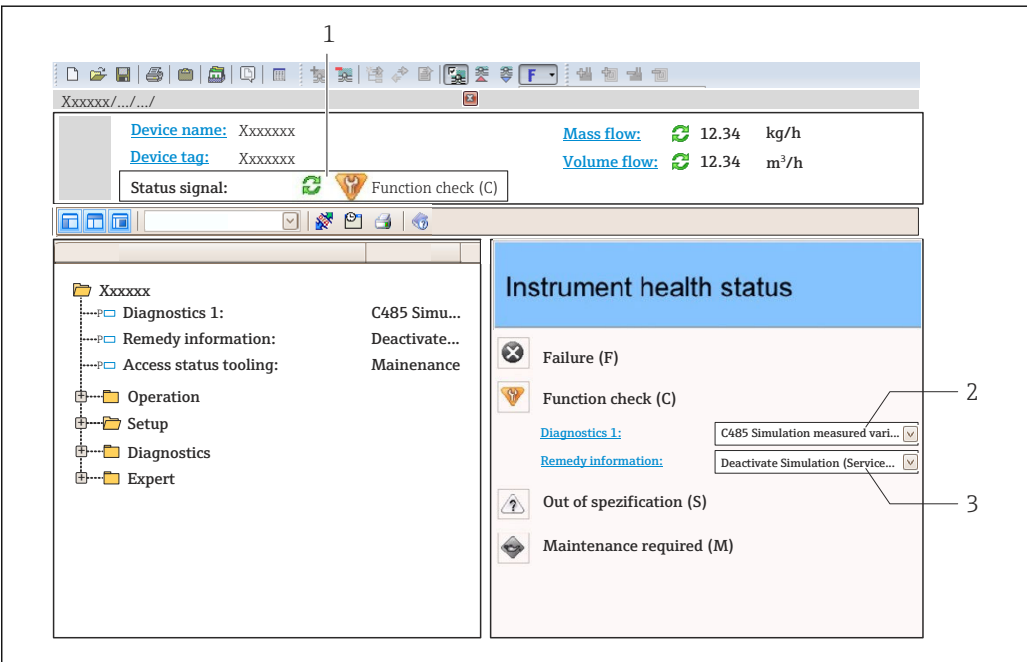 1
F
Xxxxxx/.../.../
Device name: Xxxxxxx
Mass flow: 12.34 kg/h
Device tag: Xxxxxxx
Volume flow: 12.34 m³/h
Status signal: Function check (C)
Xxxxxx
Diagnostics 1: C485 Simu...
Remedy information: Deactivate...
Access status tooling: Mainenance
Operation
Setup
Diagnostics
Expert
Instrument health status
Failure (F)
Function check (C)
Diagnostics 1: C485 Simulation measured vari...
2
Remedy information: Deactivate Simulation (Service...
3
Out of spezification (S)
Maintenance required (M)